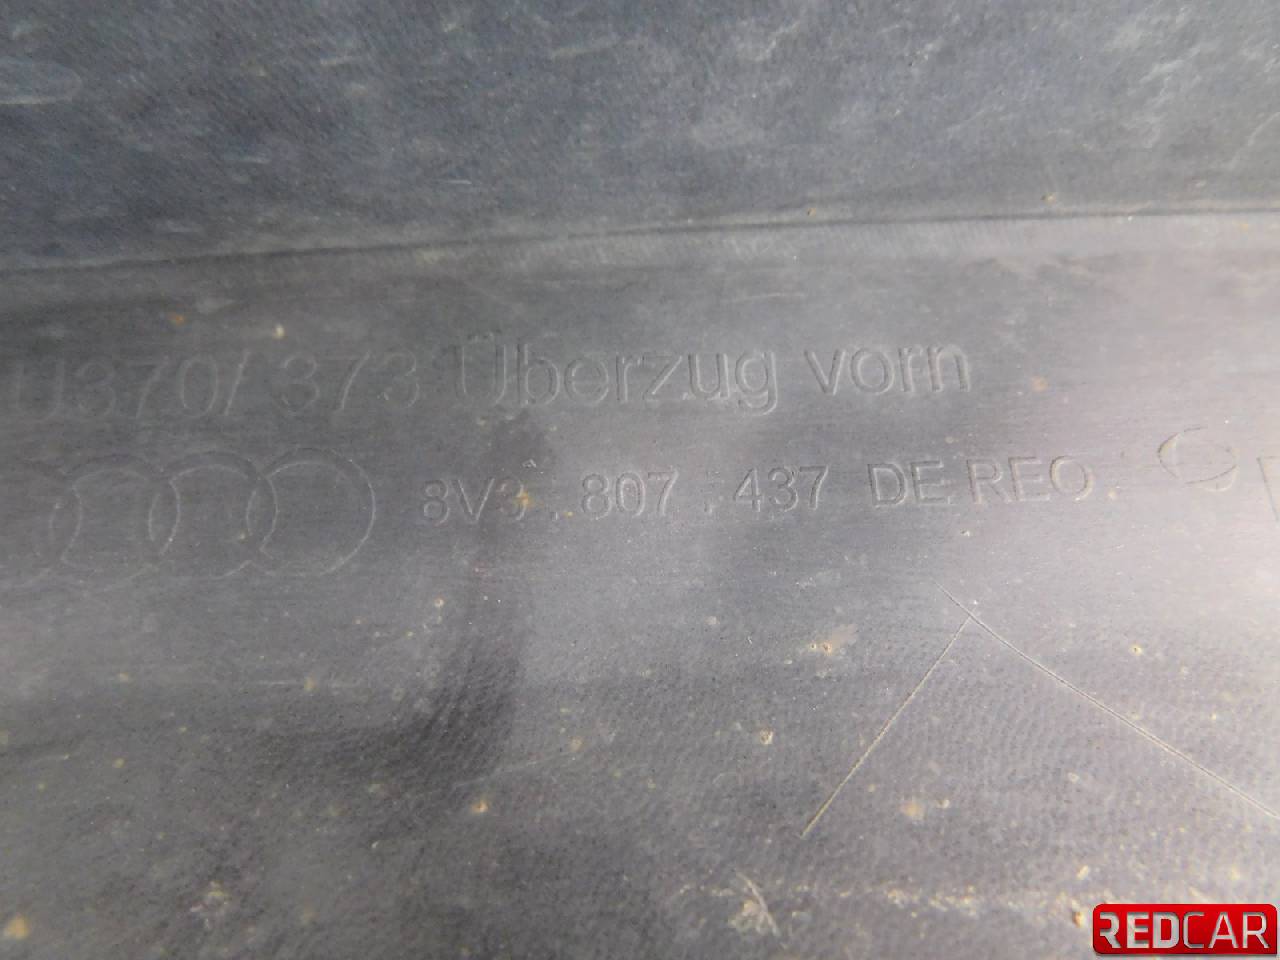 U370/ 373 Überzug vorn
8V3 . 807 . 437 DE REO
REDCAR